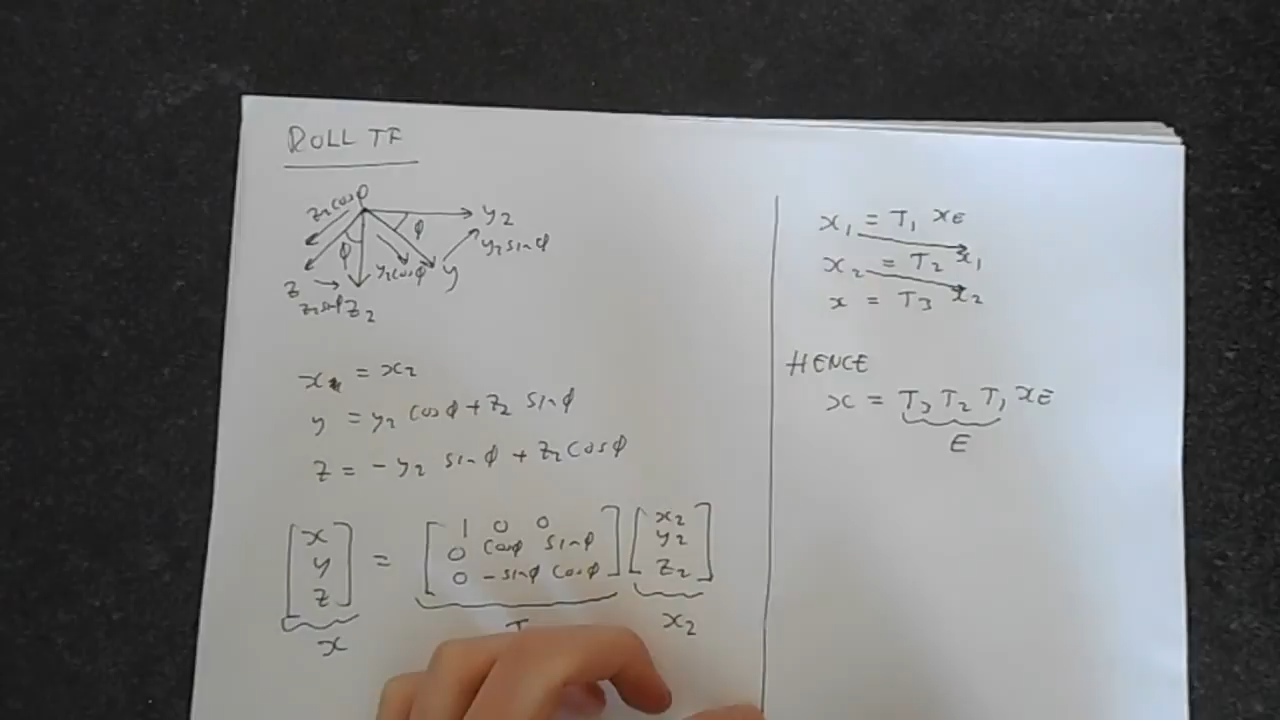 ROLL TF
z₂cosφ
y₂
φ
y₂sinφ
φ
y₂cosφ
y
z
z₂sinφ
z₂
x = x₂
y = y₂ cosφ + z₂ sinφ
z = -y₂ sinφ + z₂cosφ
[x y z] = [1 0 0
0 cosφ sinφ
0 -sinφ cosφ] [x₂ y₂ z₂]
x
T
x₂
x₁ = T₁ xE
x₂ = T₂ x₁
x = T₃ x₂
HENCE
x = T₃ T₂ T₁ xE
E